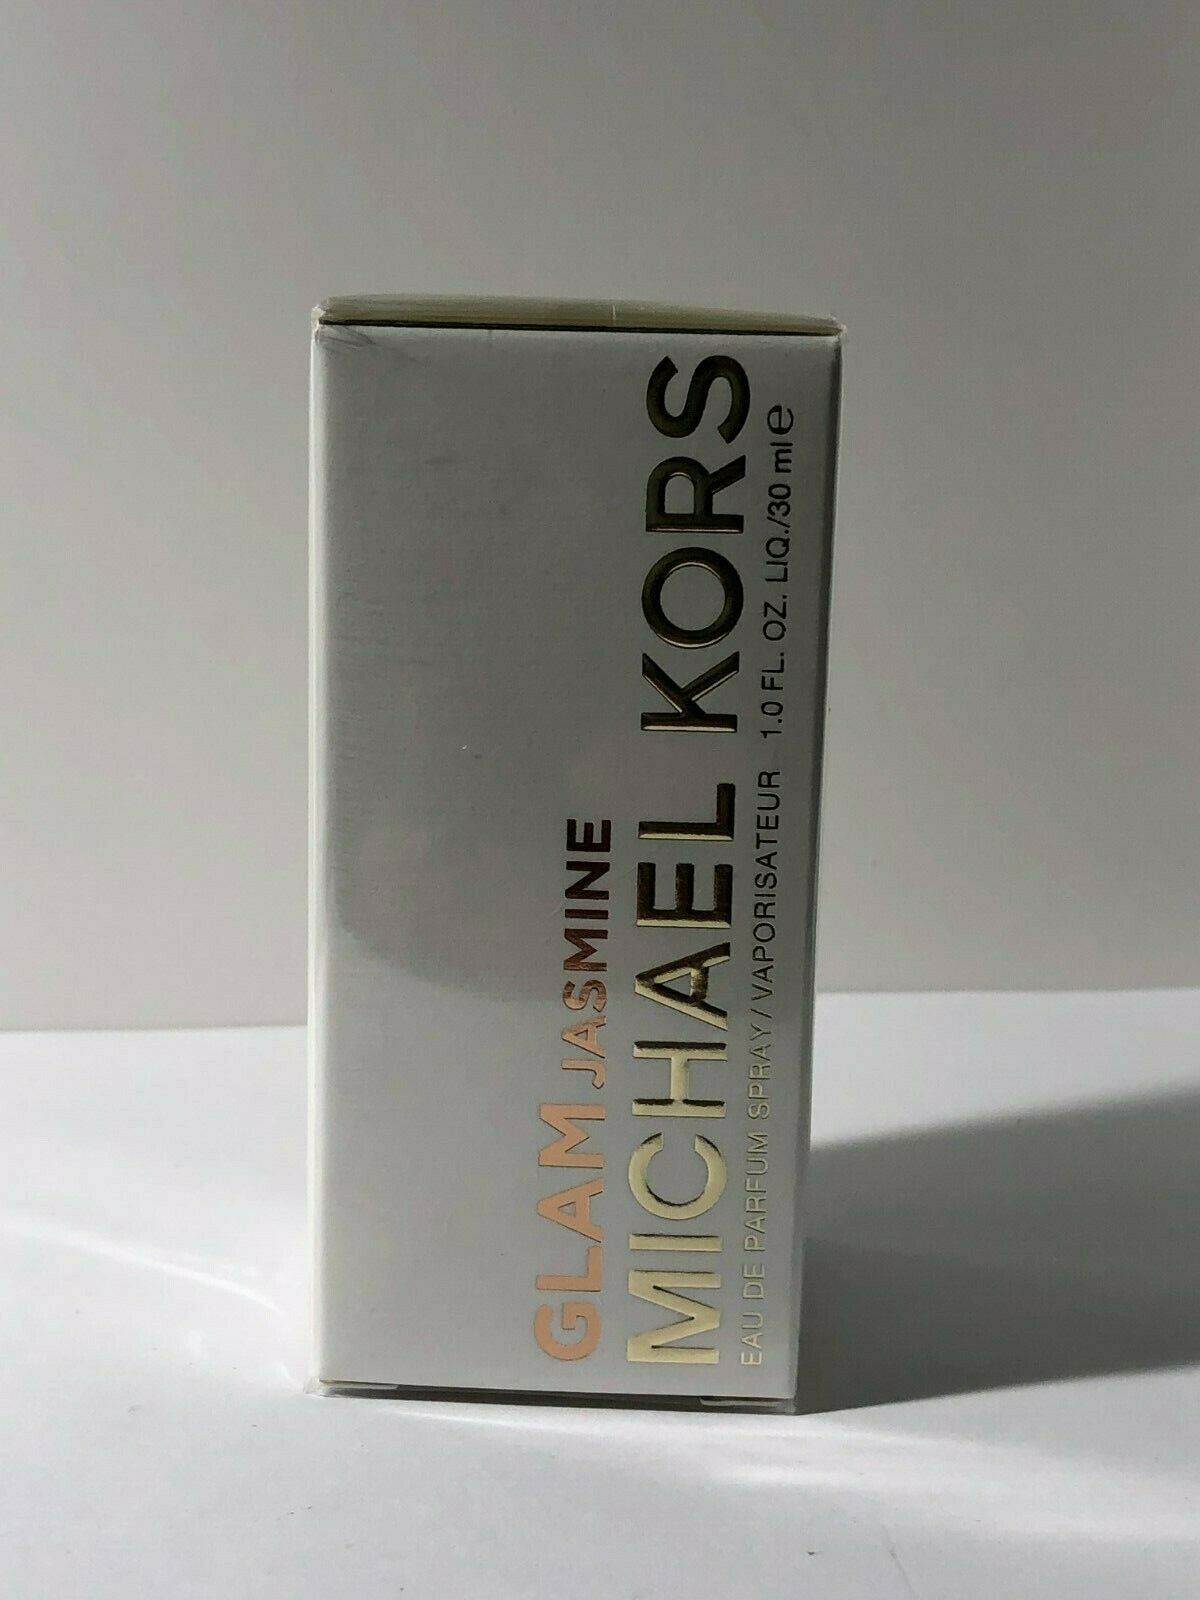 GLAM JASMINE
MICHAEL KORS
EAU DE PARFUM SPRAY/VAPORISATEUR 1.0 FL. OZ. LIQ./30 ml e